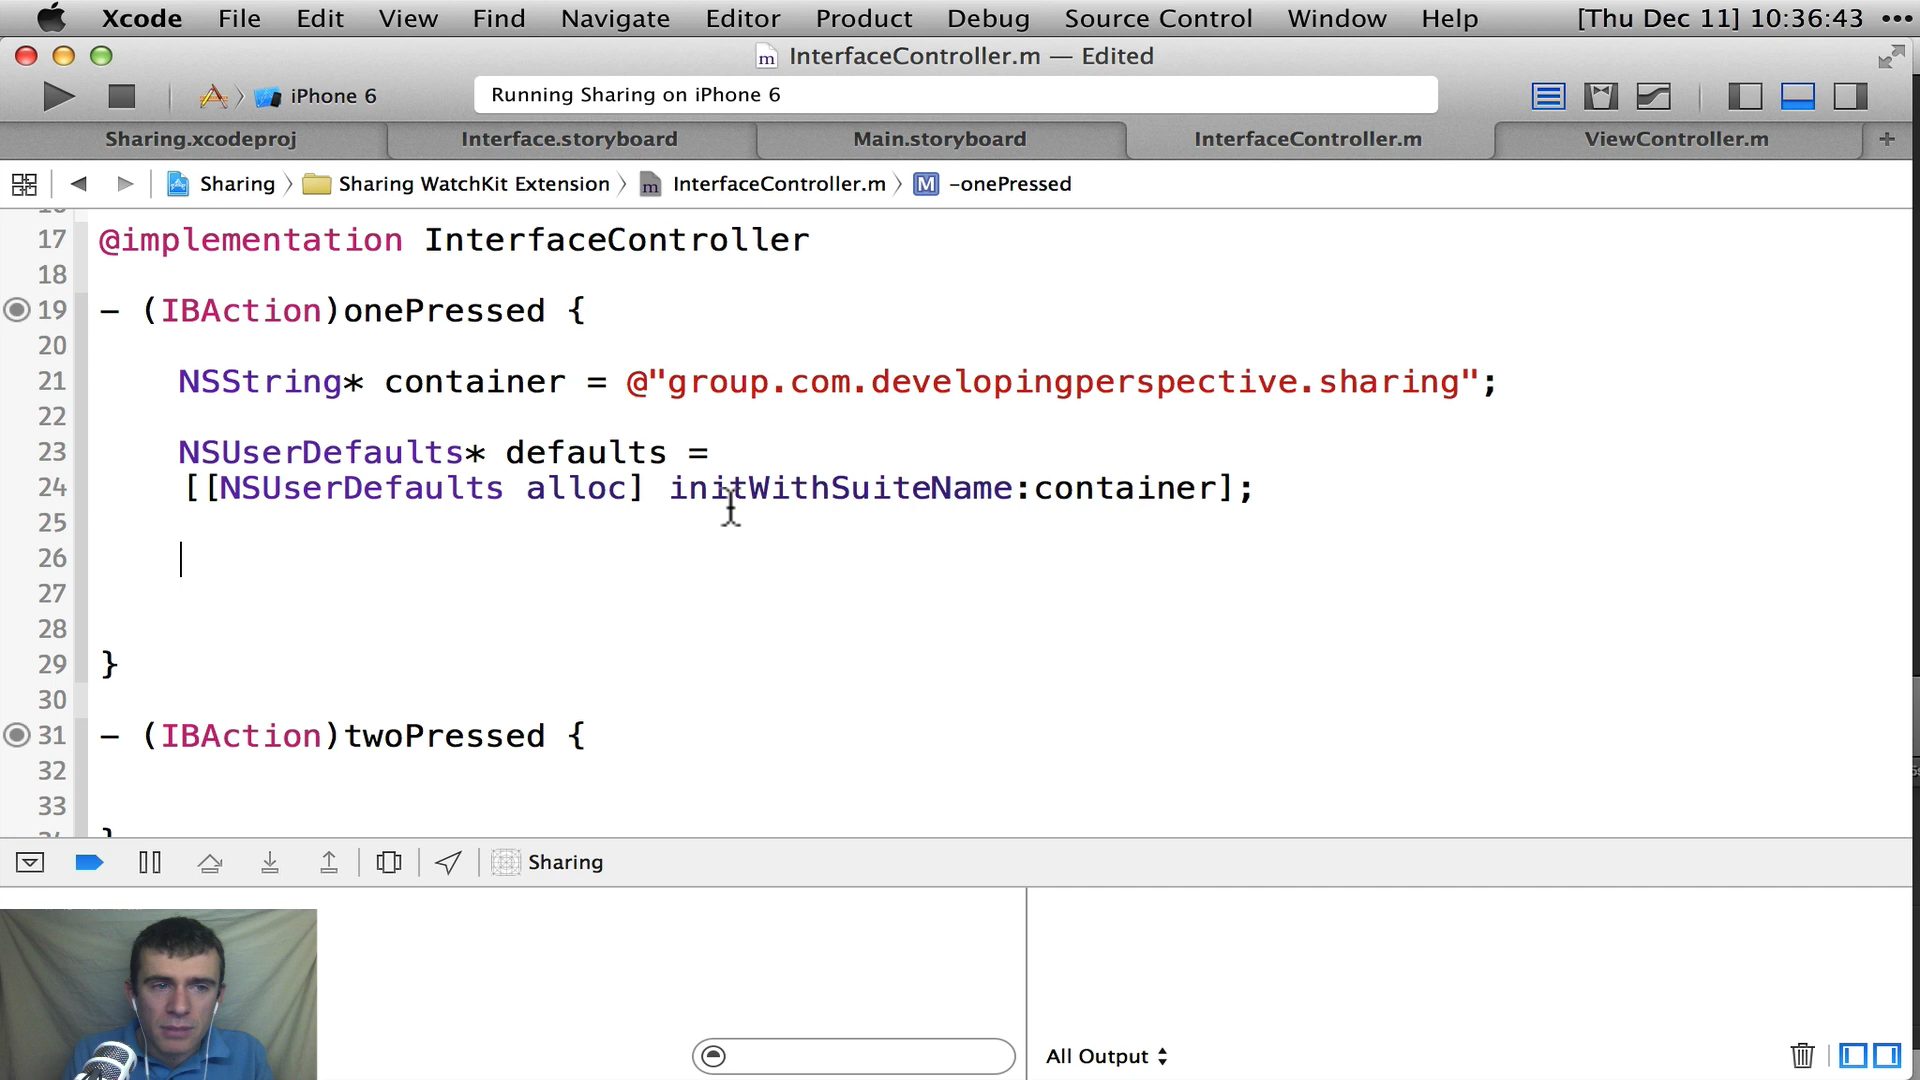 Xcode File Edit View Find Navigate Editor Product Debug Source Control Window Help [Thu Dec 11] 10:36:43
InterfaceController.m — Edited
iPhone 6 Running Sharing on iPhone 6
Sharing.xcodeproj Interface.storyboard Main.storyboard InterfaceController.m ViewController.m +
Sharing Sharing WatchKit Extension InterfaceController.m M -onePressed
17 @implementation InterfaceController
18
19 - (IBAction)onePressed {
20
21 NSString* container = @"group.com.developingperspective.sharing";
22
23 NSUserDefaults* defaults =
24 [[NSUserDefaults alloc] initWithSuiteName:container];
25
26
27
28
29 }
30
31 - (IBAction)twoPressed {
32
33
Sharing
All Output